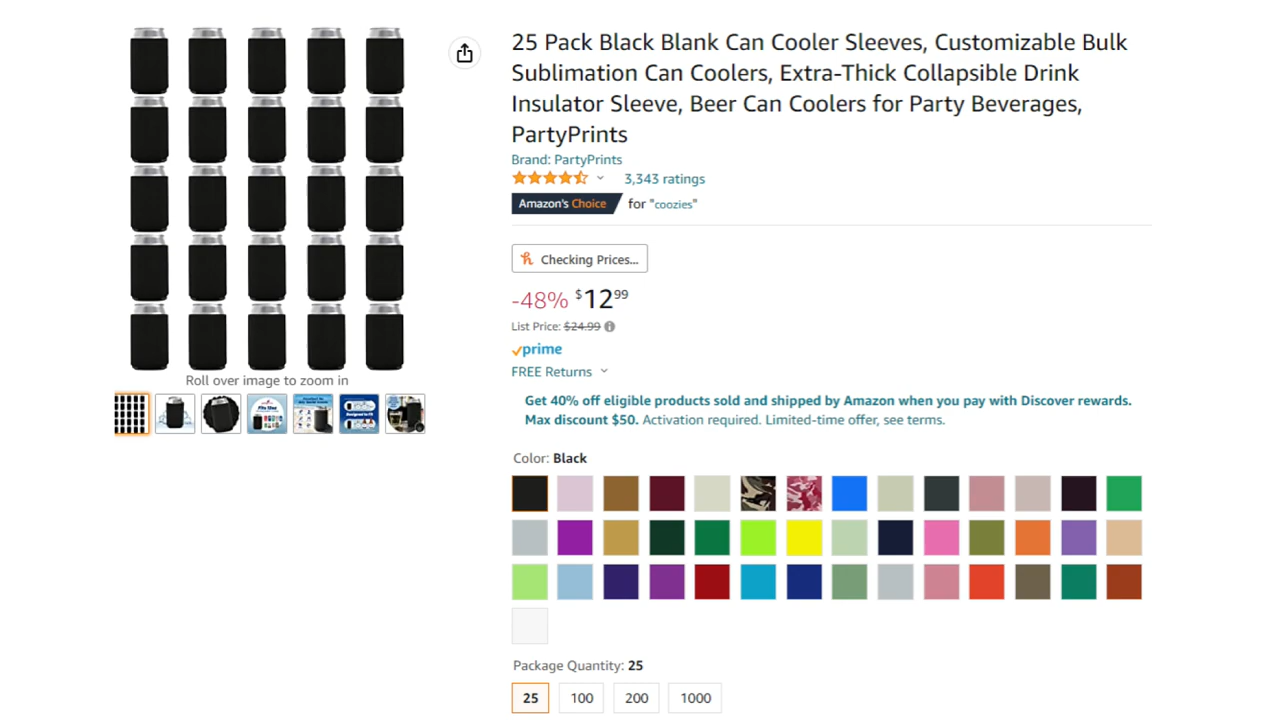 25 Pack Black Blank Can Cooler Sleeves, Customizable Bulk
Sublimation Can Coolers, Extra-Thick Collapsible Drink
Insulator Sleeve, Beer Can Coolers for Party Beverages,
PartyPrints
Brand: PartyPrints
3,343 ratings
Amazon's Choice for "coozies"
Checking Prices...
-48% $1299
List Price: $24.99
prime
FREE Returns
Get 40% off eligible products sold and shipped by Amazon when you pay with Discover rewards.
Max discount $50. Activation required. Limited-time offer, see terms.
Roll over image to zoom in
Color: Black
Package Quantity: 25
25 100 200 1000